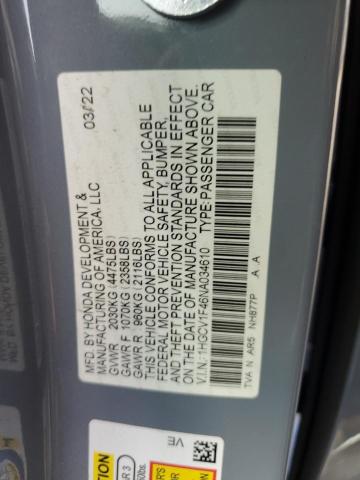 MFD. BY HONDA DEVELOPMENT & 03/22
MANUFACTURING OF AMERICA, LLC
GVWR 2030KG(4475LBS)
GAWR F 1070KG(2358LBS)
GAWR R 960KG(2116LBS)
THIS VEHICLE CONFORMS TO ALL APPLICABLE
FEDERAL MOTOR VEHICLE SAFETY, BUMPER,
AND THEFT PREVENTION STANDARDS IN EFFECT
ON THE DATE OF MANUFACTURE SHOWN ABOVE.
V.I.N.: 1HGCV1F46NA034610 TYPE: PASSENGER CAR
TVA N AR5 NH877P A A
VE
R 3